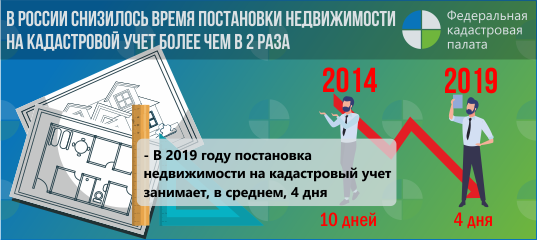 В РОССИИ СНИЗИЛОСЬ ВРЕМЯ ПОСТАНОВКИ НЕДВИЖИМОСТИ
НА КАДАСТРОВОЙ УЧЕТ БОЛЕЕ ЧЕМ В 2 РАЗА
Федеральная
кадастровая
палата
2014
2019
- В 2019 году постановка
недвижимости на кадастровый учет
занимает, в среднем, 4 дня
10 дней
4 дня